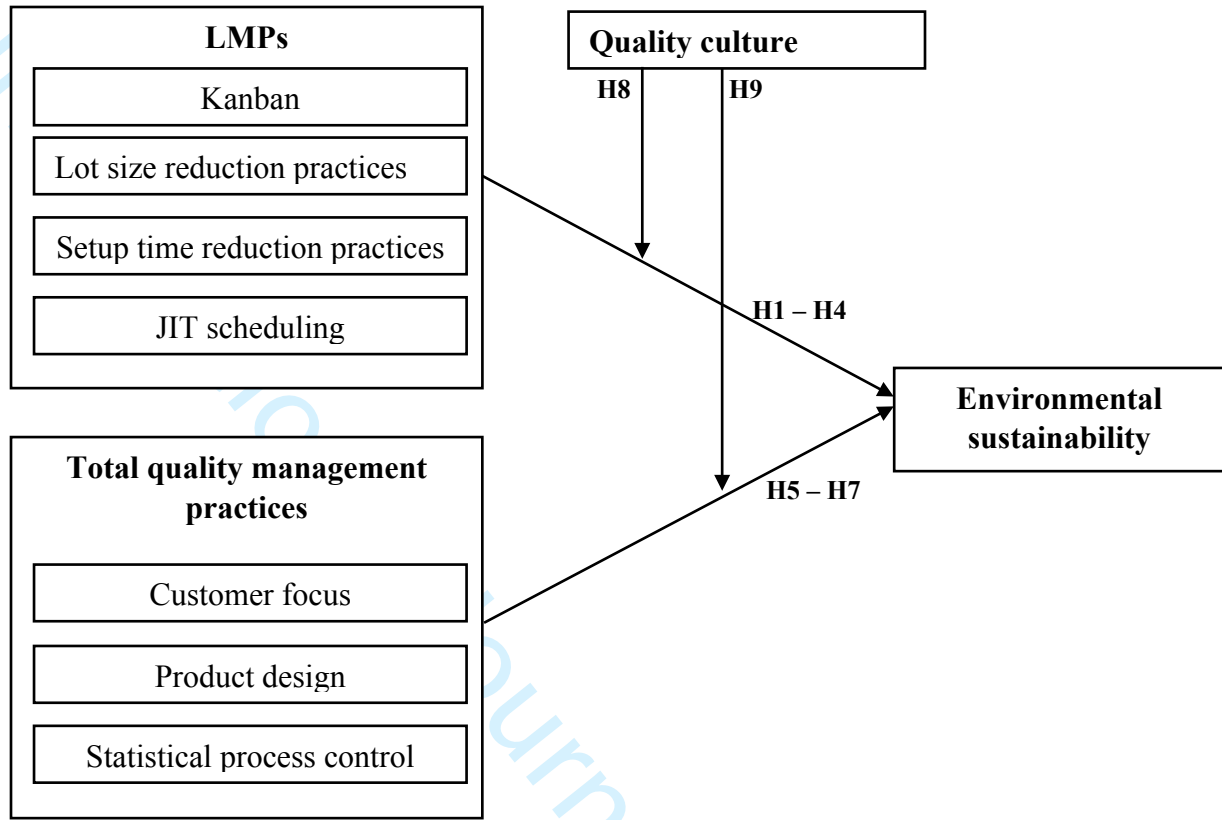 LMPs
Kanban
Lot size reduction practices
Setup time reduction practices
JIT scheduling
Quality culture
H8
H9
H1 – H4
Environmental
sustainability
Total quality management
practices
Customer focus
Product design
Statistical process control
H5 – H7